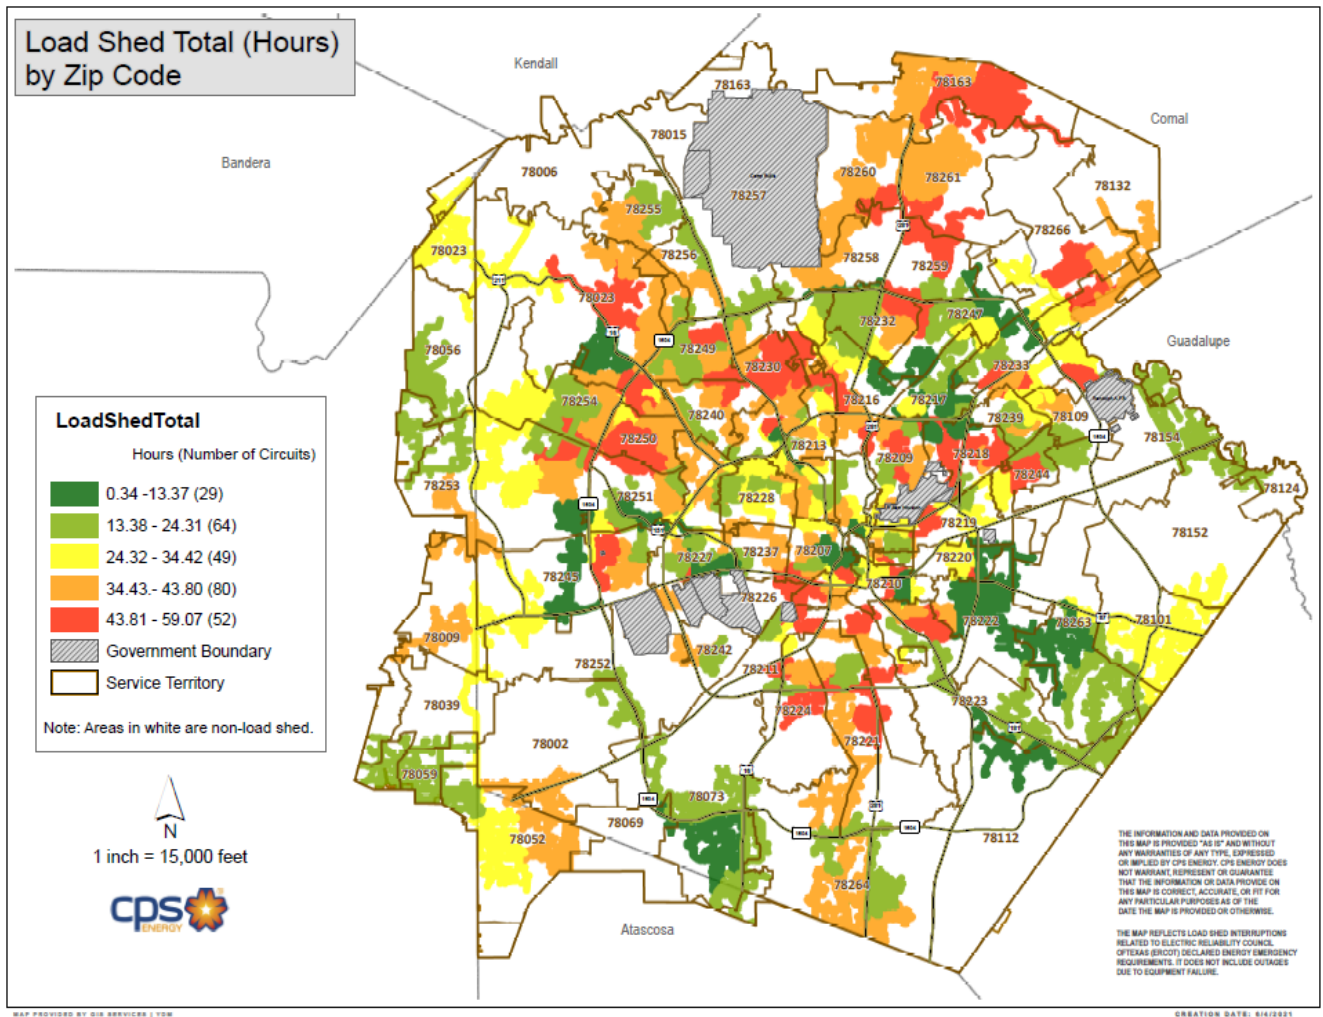 Load Shed Total (Hours)
by Zip Code
Kendall
Comal
Bandera
Guadalupe
Atascosa
78163
78163
78015
78006
78257
78260
78261
78132
78255
78266
78023
78256
78258
78259
78023
78232
78247
78056
78249
78230
78233
78254
78240
78216
78217
78239
78109
78250
78213
78154
78209
78218
78244
78253
78251
78228
78124
78219
78152
78245
78227
78237
78207
78220
78226
78210
78222
78263
78101
78009
78242
78252
78211
78039
78224
78223
78002
78221
78059
78073
78069
78052
78112
78264
LoadShedTotal
Hours (Number of Circuits)
0.34 -13.37 (29)
13.38 - 24.31 (64)
24.32 - 34.42 (49)
34.43.- 43.80 (80)
43.81 - 59.07 (52)
Government Boundary
Service Territory
Note: Areas in white are non-load shed.
N
1 inch = 15,000 feet
cps
ENERGY
THE INFORMATION AND DATA PROVIDED ON
THIS MAP IS PROVIDED "AS IS" AND WITHOUT
ANY WARRANTIES OF ANY TYPE, EXPRESSED
OR IMPLIED BY CPS ENERGY. CPS ENERGY DOES
NOT WARRANT, REPRESENT OR GUARANTEE
THAT THE INFORMATION OR DATA PROVIDE ON
THIS MAP IS CORRECT, ACCURATE, OR FIT FOR
ANY PARTICULAR PURPOSES AS OF THE
DATE THE MAP IS PROVIDED OR OTHERWISE.
THE MAP REFLECTS LOAD SHED INTERRUPTIONS
RELATED TO ELECTRIC RELIABILITY COUNCIL
OFTEXAS (ERCOT) DECLARED ENERGY EMERGENCY
REQUIREMENTS. IT DOES NOT INCLUDE OUTAGES
DUE TO EQUIPMENT FAILURE.
MAP PROVIDED BY GIS SERVICES | YDM
CREATION DATE: 6/4/2021